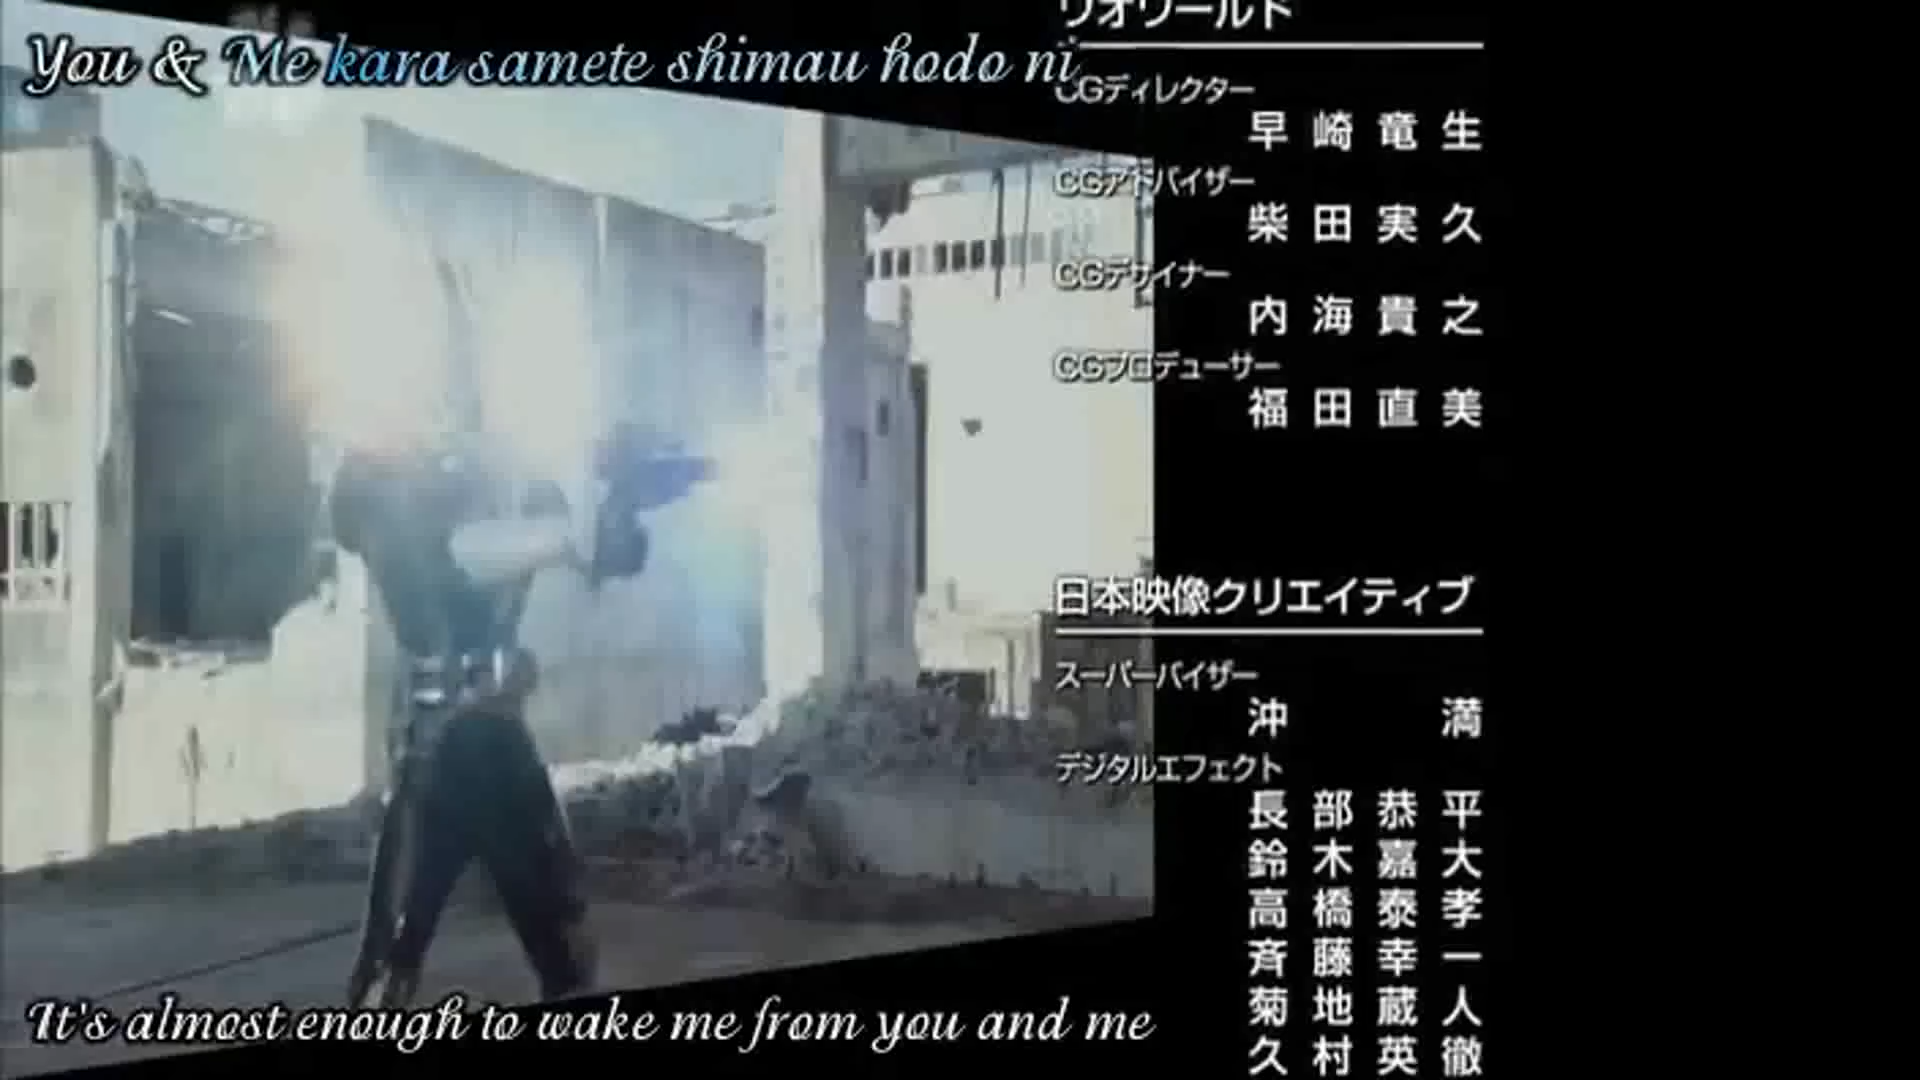 You & Me kara samete shimau hodo ni
リオワールド
CGディレクター
早崎竜生
CGアドバイザー
柴田実久
CGデザイナー
内海貴之
CGプロデューサー
福田直美
日本映像クリエイティブ
スーパーバイザー
沖 満
デジタルエフェクト
長部恭平
鈴木嘉大
高橋泰孝
斉藤幸一
菊地蔵人
久村英徹
It's almost enough to wake me from you and me